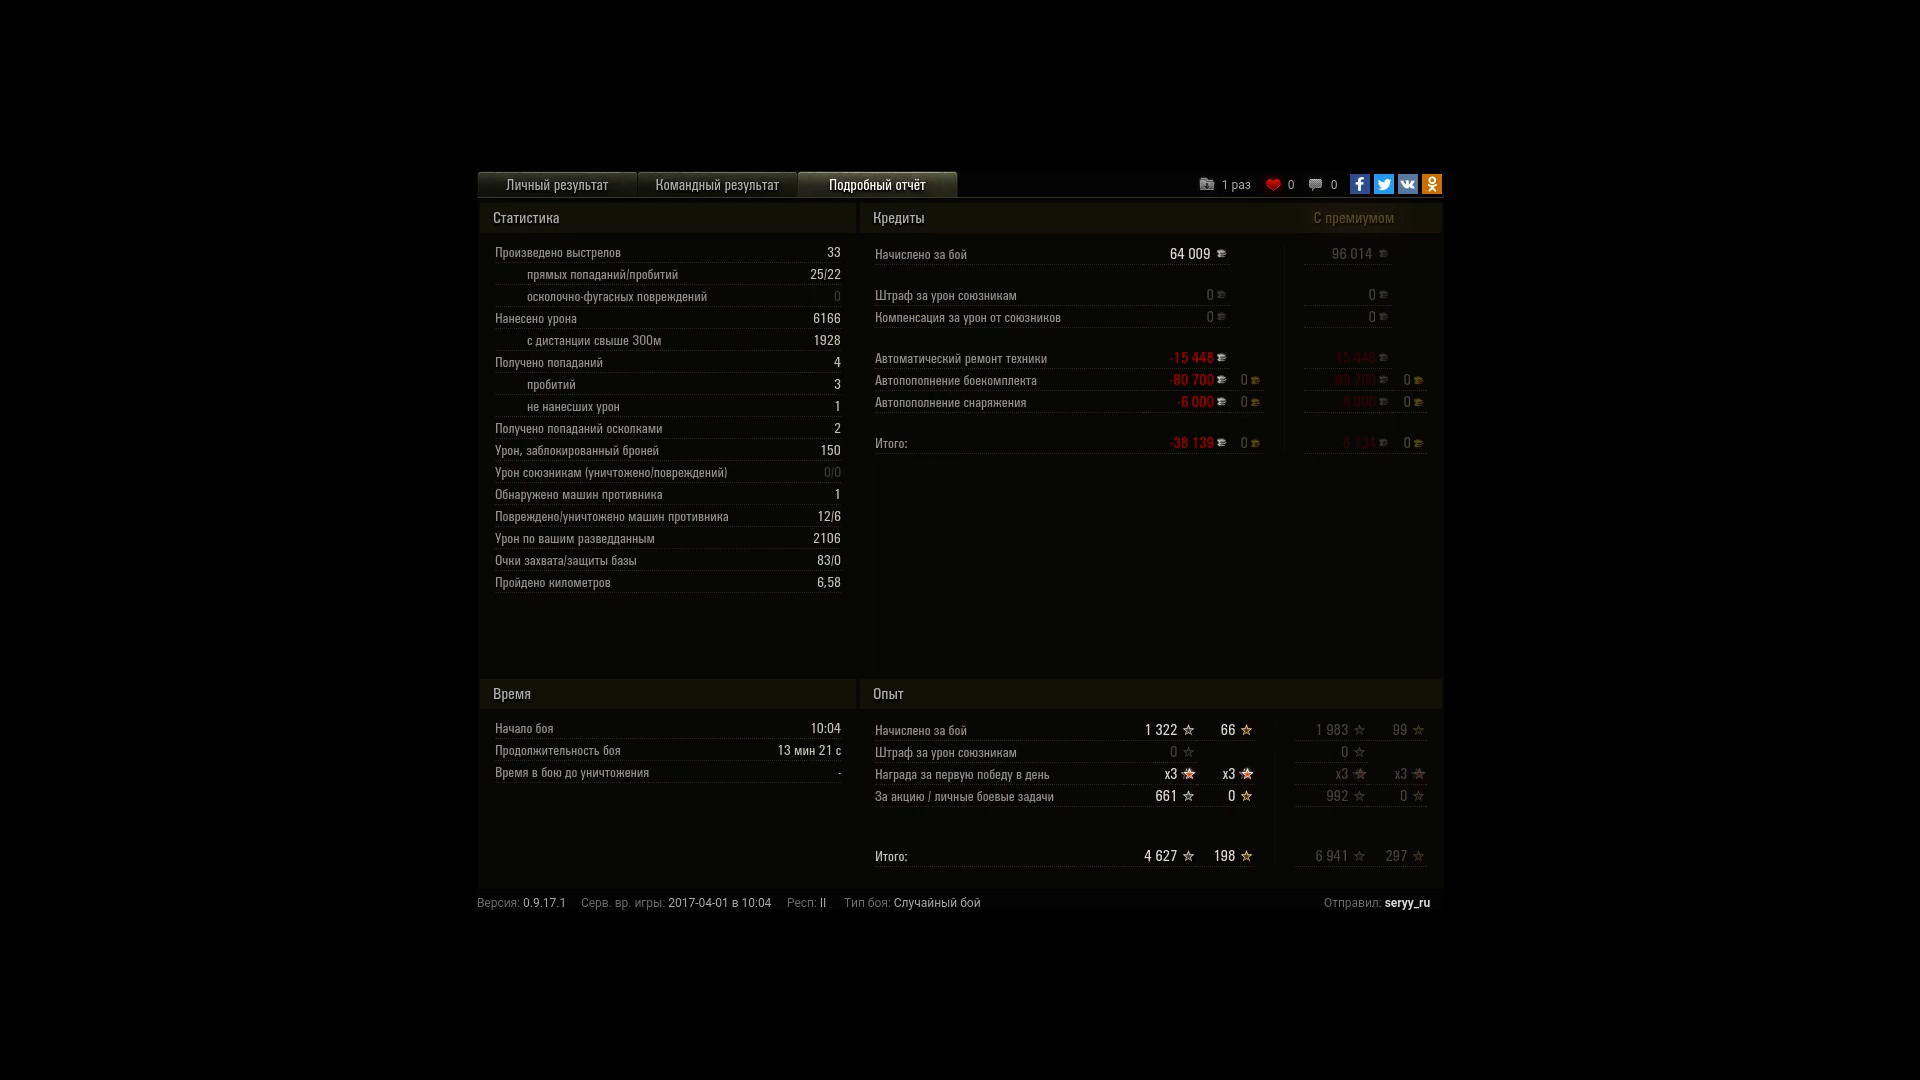 Личный результат Командный результат Подробный отчёт 1 раз 0 0
Статистика
Произведено выстрелов 33
прямых попаданий/пробитий 25/22
осколочно-фугасных повреждений 0
Нанесено урона 6166
с дистанции свыше 300м 1928
Получено попаданий 4
пробитий 3
не нанесших урон 1
Получено попаданий осколками 2
Урон, заблокированный броней 150
Урон союзникам (уничтожено/повреждений) 0/0
Обнаружено машин противника 1
Повреждено/уничтожено машин противника 12/6
Урон по вашим разведданным 2106
Очки захвата/защиты базы 83/0
Пройдено километров 6,58
Кредиты С премиумом
Начислено за бой 64 009 96 014
Штраф за урон союзникам 0 0
Компенсация за урон от союзников 0 0
Автоматический ремонт техники -15 448 -15 448
Автопополнение боекомплекта -80 700 0 0
Автопополнение снаряжения -6 000 0 -6 000 0
Итого: -38 139 0 0
Время
Начало боя 10:04
Продолжительность боя 13 мин 21 с
Время в бою до уничтожения -
Опыт
Начислено за бой 1 322 66 1 983 99
Штраф за урон союзникам 0 0
Награда за первую победу в день x3 x3 x3 x3
За акцию / личные боевые задачи 661 0 992 0
Итого: 4 627 198 6 941 297
Версия: 0.9.17.1 Серв. вр. игры: 2017-04-01 в 10:04 Респ: II Тип боя: Случайный бой Отправил: seryy_ru